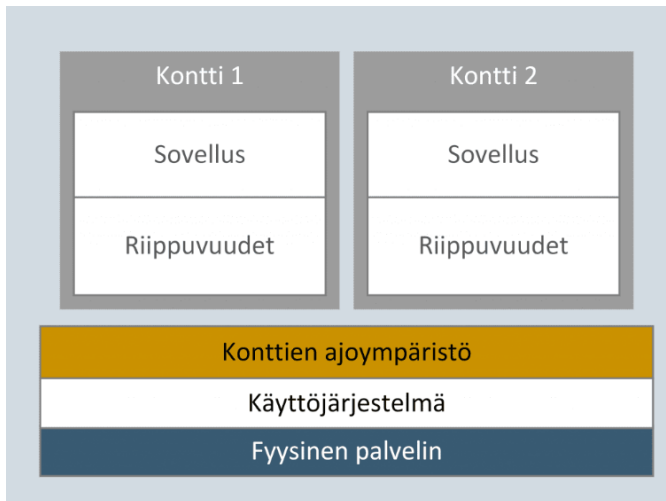 Kontti 1
Kontti 2
Sovellus
Sovellus
Riippuvuudet
Riippuvuudet
Konttien ajoympäristö
Käyttöjärjestelmä
Fyysinen palvelin